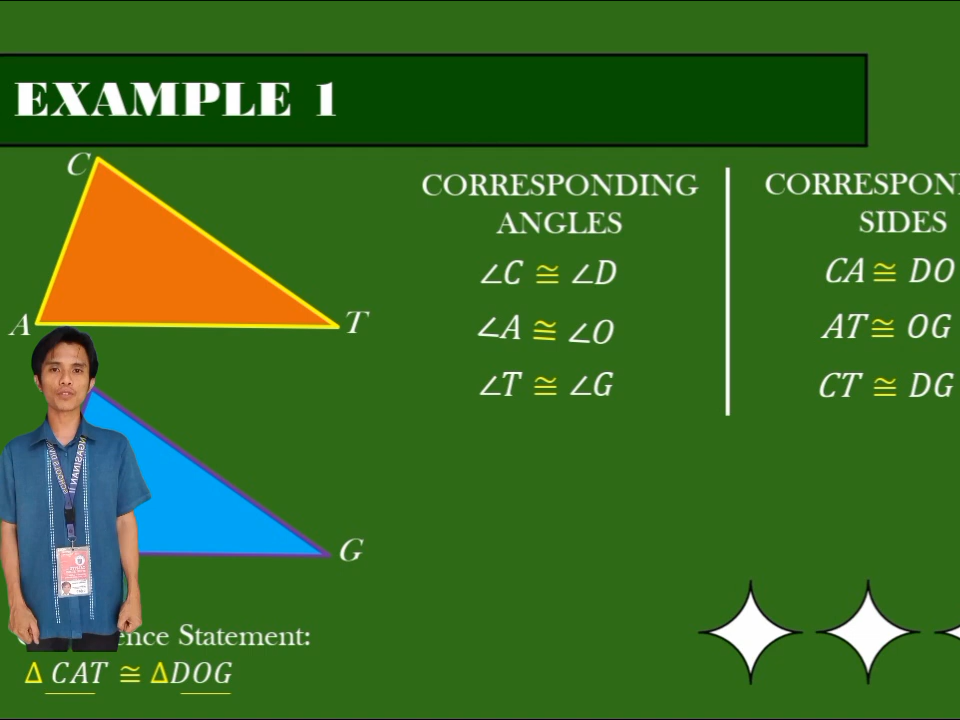 EXAMPLE 1
C
A
T
G
CORRESPONDING
ANGLES
∠C ≅ ∠D
∠A ≅ ∠O
∠T ≅ ∠G
SIDES
CA ≅ DO
AT ≅ OG
CT ≅ DG
Statement:
Δ CAT ≅ ΔDOG